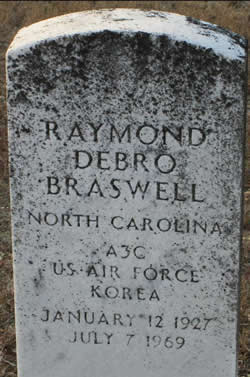 RAYMOND
DEBRO
BRASWELL
NORTH CAROLINA
A3C
US AIR FORCE
KOREA
JANUARY 12 1927
JULY 7 1969